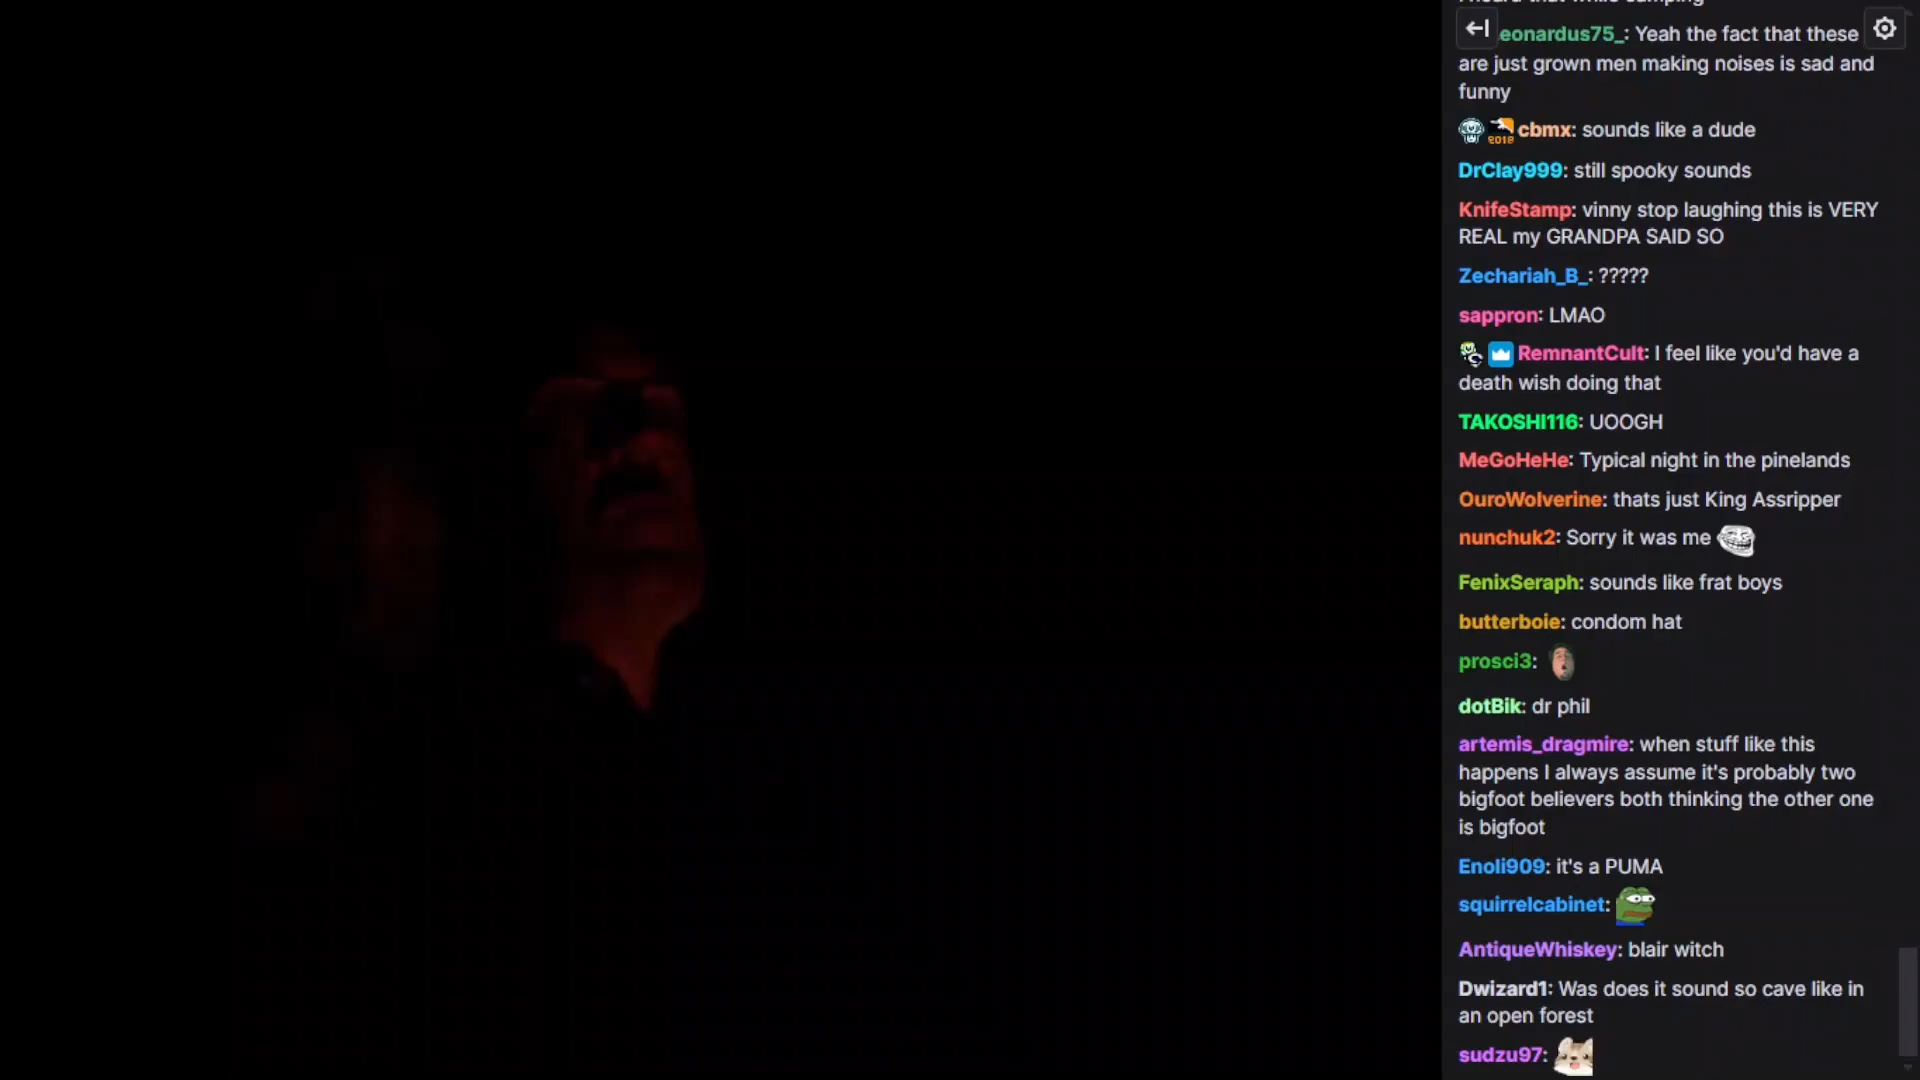 eonardus75_: Yeah the fact that these
are just grown men making noises is sad and
funny
2018 cbmx: sounds like a dude
DrClay999: still spooky sounds
KnifeStamp: vinny stop laughing this is VERY
REAL my GRANDPA SAID SO
Zechariah_B_: ?????
sappron: LMAO
RemnantCult: I feel like you'd have a
death wish doing that
TAKOSHI116: UOOGH
MeGoHeHe: Typical night in the pinelands
OuroWolverine: thats just King Assripper
nunchuk2: Sorry it was me
FenixSeraph: sounds like frat boys
butterboie: condom hat
prosci3:
dotBik: dr phil
artemis_dragmire: when stuff like this
happens I always assume it's probably two
bigfoot believers both thinking the other one
is bigfoot
Enoli909: it's a PUMA
squirrelcabinet:
AntiqueWhiskey: blair witch
Dwizard1: Was does it sound so cave like in
an open forest
sudzu97: